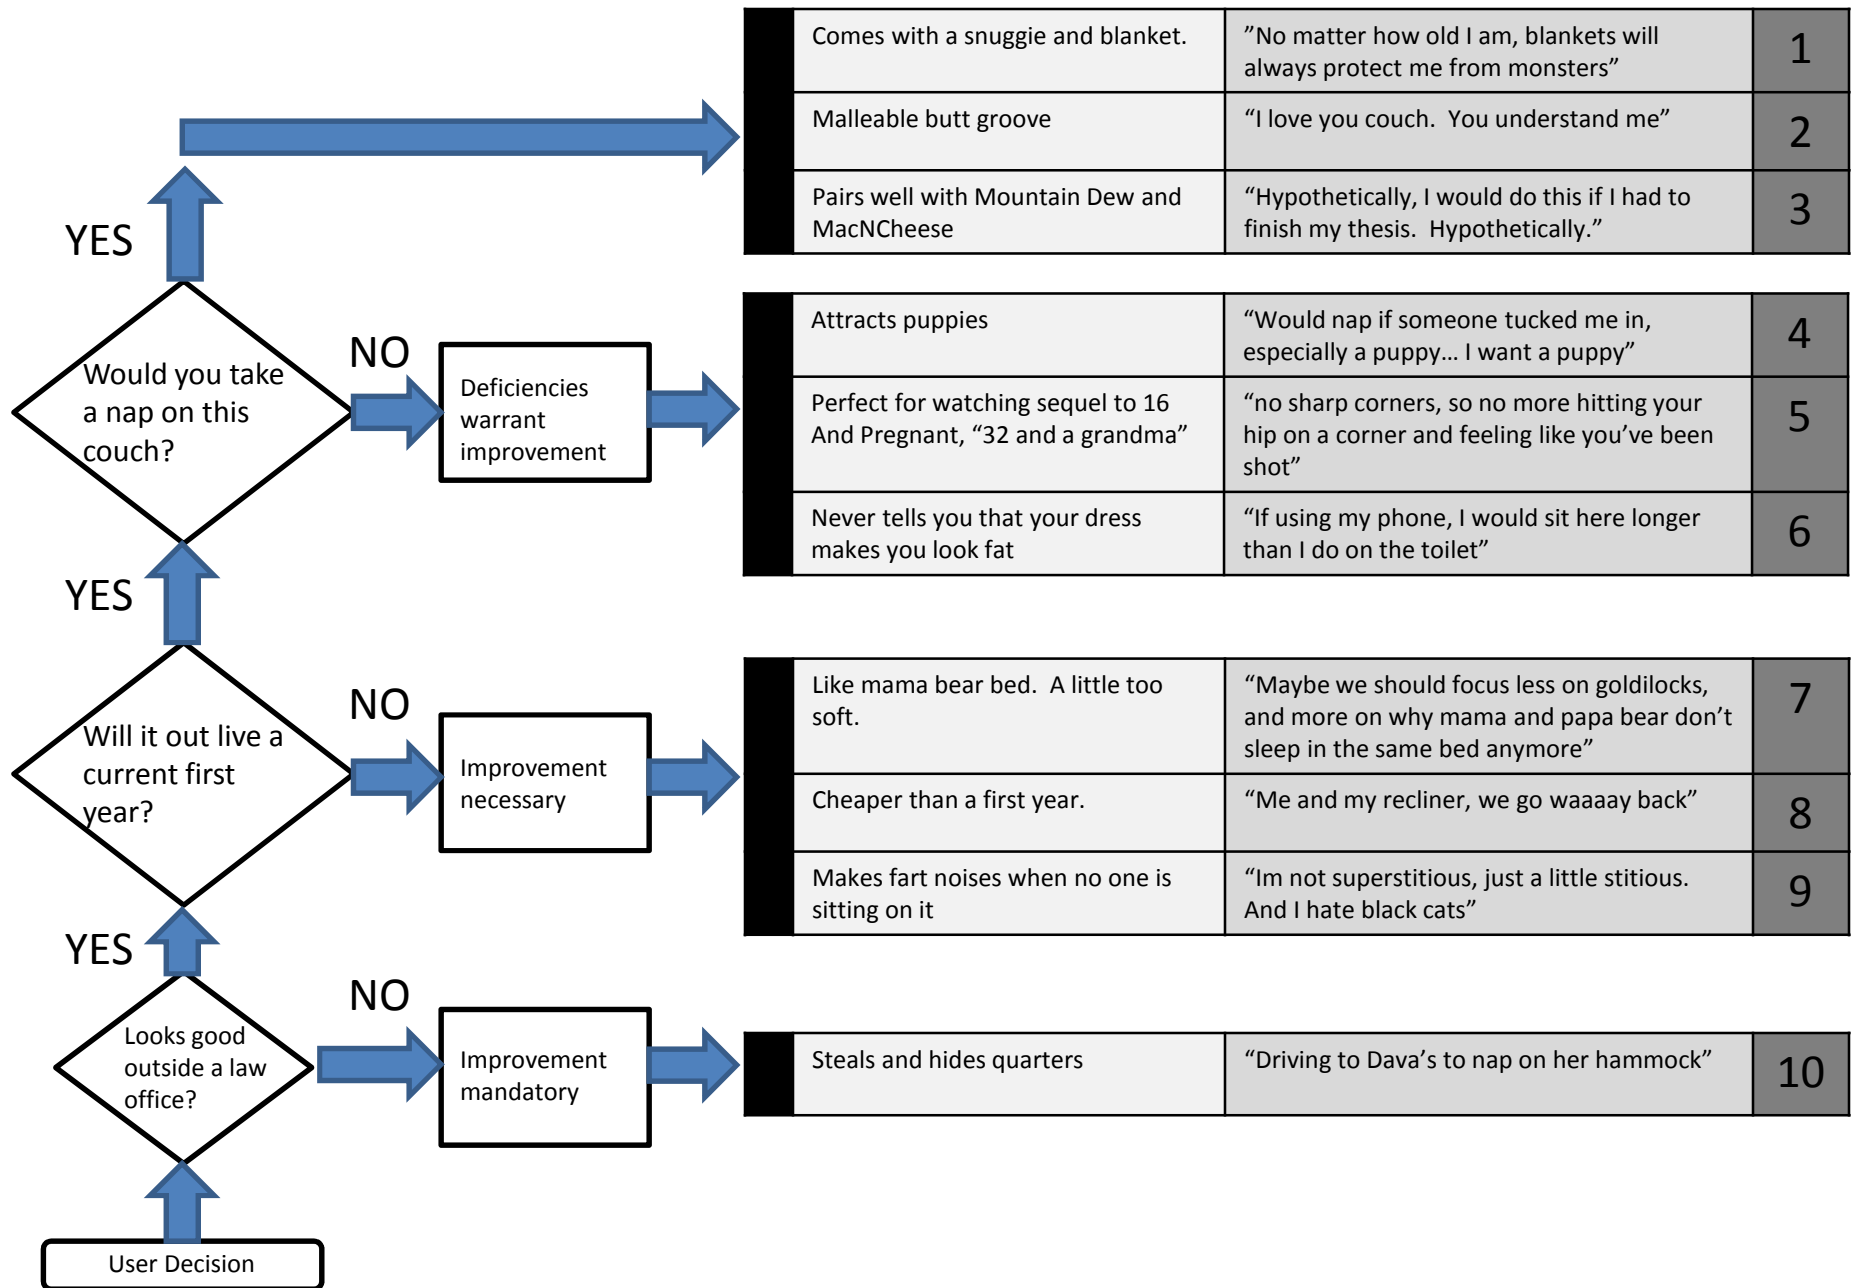 Comes with a snuggie and blanket.
”No matter how old I am, blankets will
always protect me from monsters”
1
Malleable butt groove
“I love you couch.  You understand me”
2
Pairs well with Mountain Dew and
MacNCheese
“Hypothetically, I would do this if I had to
finish my thesis.  Hypothetically.”
3
YES
Would you take
a nap on this
couch?
NO
Deficiencies
warrant
improvement
Attracts puppies
“Would nap if someone tucked me in,
especially a puppy… I want a puppy”
4
Perfect for watching sequel to 16
And Pregnant, “32 and a grandma”
“no sharp corners, so no more hitting your
hip on a corner and feeling like you’ve been
shot”
5
Never tells you that your dress
makes you look fat
“If using my phone, I would sit here longer
than I do on the toilet”
6
YES
Will it out live a
current first
year?
NO
Improvement
necessary
Like mama bear bed.  A little too
soft.
“Maybe we should focus less on goldilocks,
and more on why mama and papa bear don’t
sleep in the same bed anymore”
7
Cheaper than a first year.
“Me and my recliner, we go waaaay back”
8
Makes fart noises when no one is
sitting on it
“Im not superstitious, just a little stitious.
And I hate black cats”
9
YES
Looks good
outside a law
office?
NO
Improvement
mandatory
Steals and hides quarters
“Driving to Dava’s to nap on her hammock”
10
User Decision